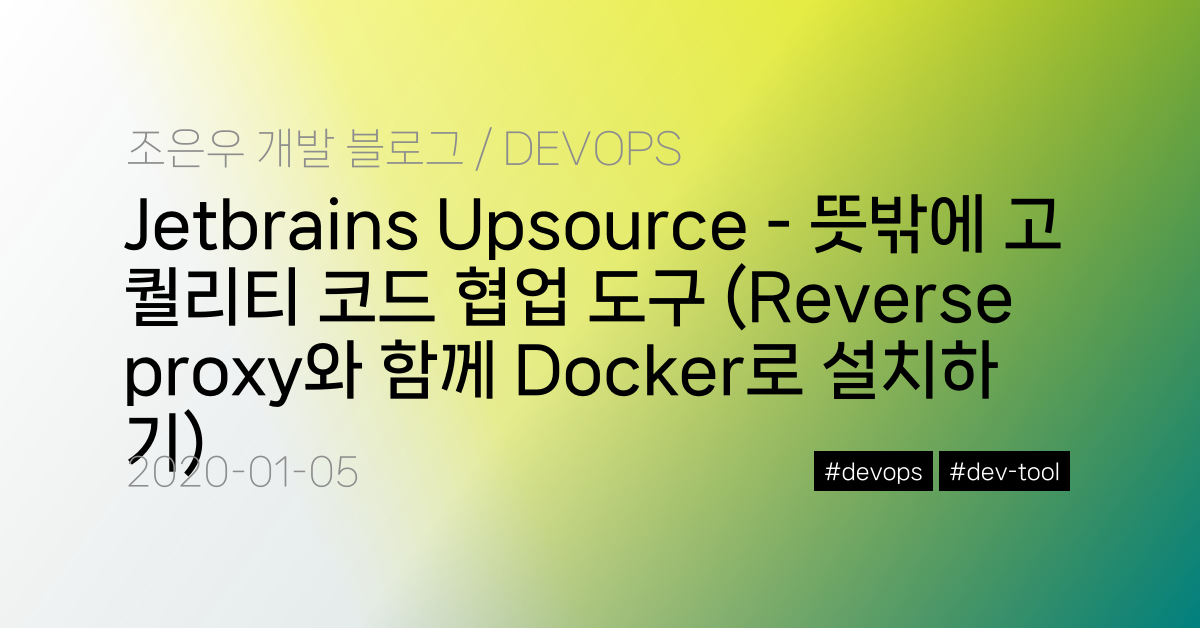 조은우 개발 블로그 / DEVOPS
Jetbrains Upsource - 뜻밖에 고
퀄리티 코드 협업 도구 (Reverse
proxy와 함께 Docker로 설치하
기)
2020-01-05
#devops #dev-tool